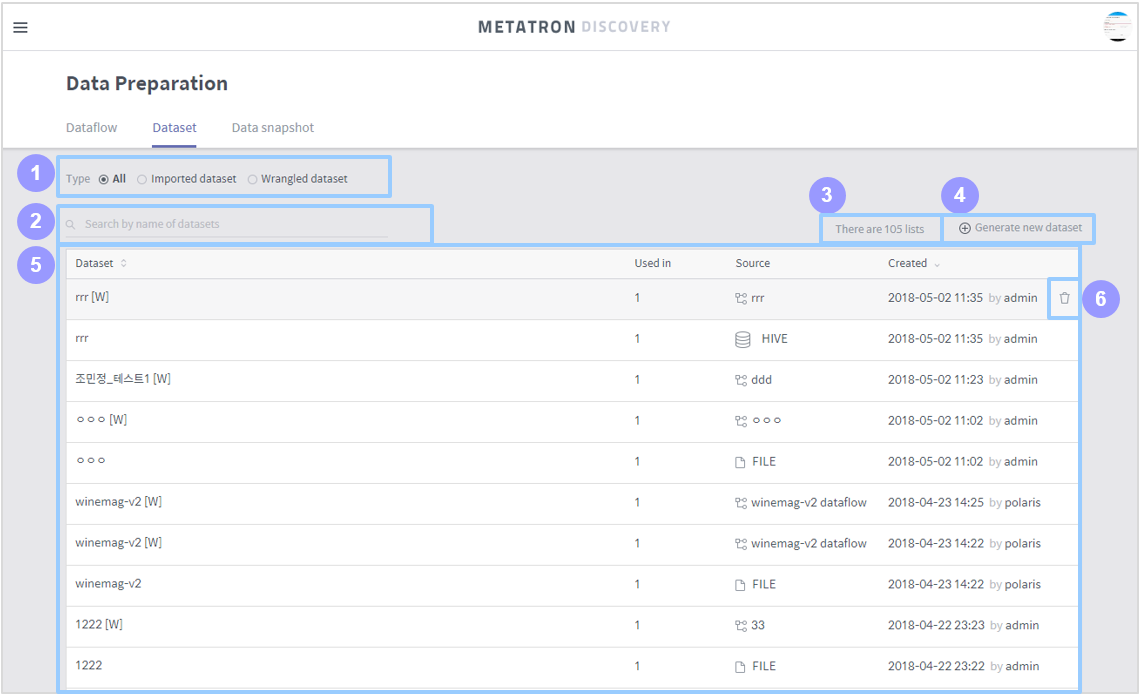 METATRON DISCOVERY
Data Preparation
Dataflow Dataset Data snapshot
1 Type All Imported dataset Wrangled dataset
3 4
2 Search by name of datasets There are 105 lists Generate new dataset
5 Dataset Used in Source Created
rrr [W] 1 rrr 2018-05-02 11:35 by admin 6
rrr 1 HIVE 2018-05-02 11:35 by admin
조민정_테스트1 [W] 1 ddd 2018-05-02 11:23 by admin
ㅇㅇㅇ [W] 1 ㅇㅇㅇ 2018-05-02 11:02 by admin
ㅇㅇㅇ 1 FILE 2018-05-02 11:02 by admin
winemag-v2 [W] 1 winemag-v2 dataflow 2018-04-23 14:25 by polaris
winemag-v2 [W] 1 winemag-v2 dataflow 2018-04-23 14:22 by polaris
winemag-v2 1 FILE 2018-04-23 14:22 by polaris
1222 [W] 1 33 2018-04-22 23:23 by admin
1222 1 FILE 2018-04-22 23:22 by admin